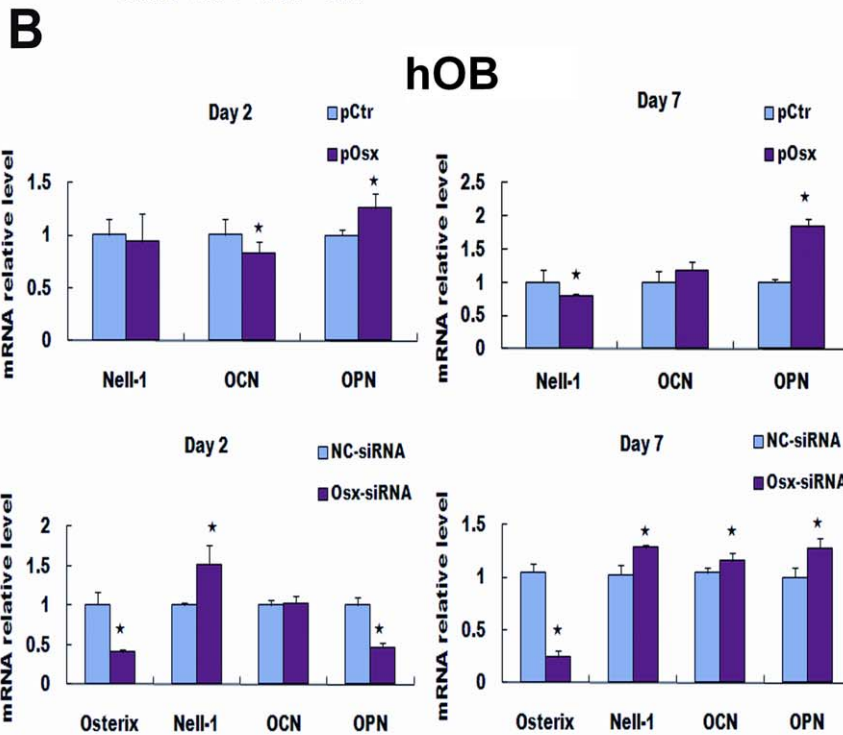 B
hOB
Day 2
pCtr
pOsx
mRNA relative level
1.5
1
0.5
0
Nell-1 OCN OPN
Day 7
pCtr
pOsx
mRNA relative level
2.5
2
1.5
1
0.5
0
Nell-1 OCN OPN
Day 2
NC-siRNA
Osx-siRNA
mRNA relative level
2
1.5
1
0.5
0
Osterix Nell-1 OCN OPN
Day 7
NC-siRNA
Osx-siRNA
mRNA relative level
1.5
1
0.5
0
Osterix Nell-1 OCN OPN